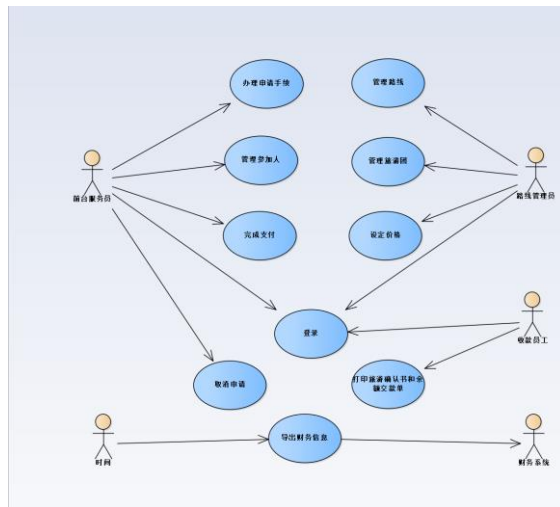 办理申请手续
管理路线
管理参加人
管理旅游团
前台服务员
路线管理员
完成支付
设定价格
登录
收款员工
取消申请
打印旅游确认书和余
额交款单
导出财务信息
时间
财务系统